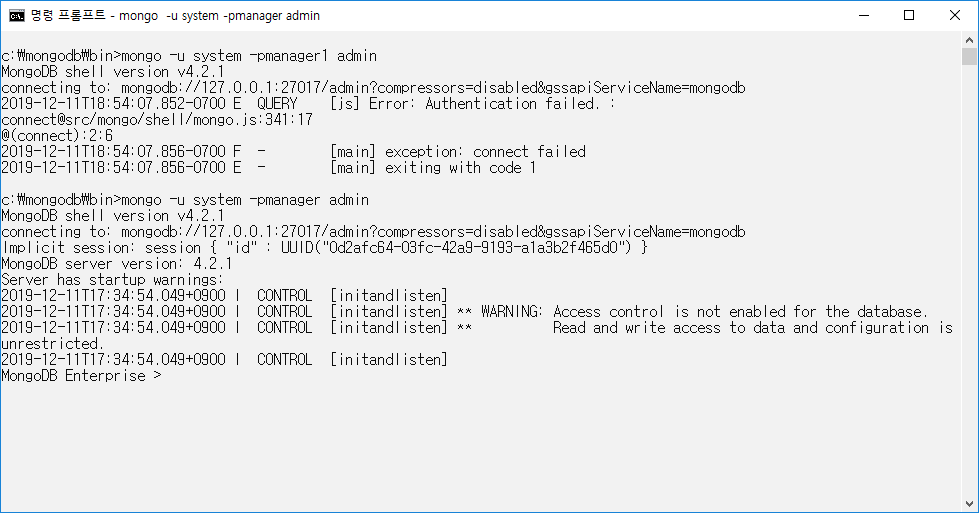 명령 프롬프트 - mongo  -u system -pmanager admin
c:₩mongodb₩bin>mongo -u system -pmanager1 admin
MongoDB shell version v4.2.1
connecting to: mongodb://127.0.0.1:27017/admin?compressors=disabled&gssapiServiceName=mongodb
2019-12-11T18:54:07.852-0700 E  QUERY    [js] Error: Authentication failed. :
connect@src/mongo/shell/mongo.js:341:17
@(connect):2:6
2019-12-11T18:54:07.856-0700 F  -        [main] exception: connect failed
2019-12-11T18:54:07.856-0700 E  -        [main] exiting with code 1
c:₩mongodb₩bin>mongo -u system -pmanager admin
MongoDB shell version v4.2.1
connecting to: mongodb://127.0.0.1:27017/admin?compressors=disabled&gssapiServiceName=mongodb
Implicit session: session { "id" : UUID("0d2afc64-03fc-42a9-9193-a1a3b2f465d0") }
MongoDB server version: 4.2.1
Server has startup warnings:
2019-12-11T17:34:54.049+0900 I  CONTROL  [initandlisten]
2019-12-11T17:34:54.049+0900 I  CONTROL  [initandlisten] ** WARNING: Access control is not enabled for the database.
2019-12-11T17:34:54.049+0900 I  CONTROL  [initandlisten] **          Read and write access to data and configuration is
unrestricted.
2019-12-11T17:34:54.049+0900 I  CONTROL  [initandlisten]
MongoDB Enterprise >